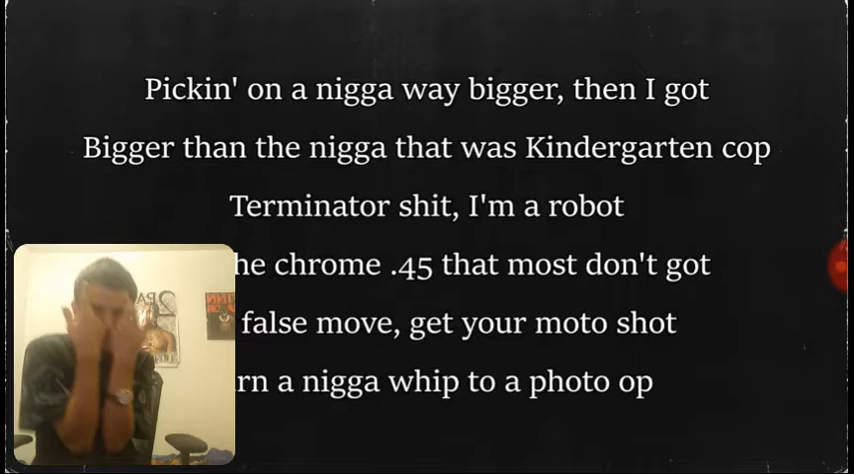 Pickin' on a nigga way bigger, then I got
Bigger than the nigga that was Kindergarten cop
Terminator shit, I'm a robot
he chrome .45 that most don't got
false move, get your moto shot
rn a nigga whip to a photo op
2PA